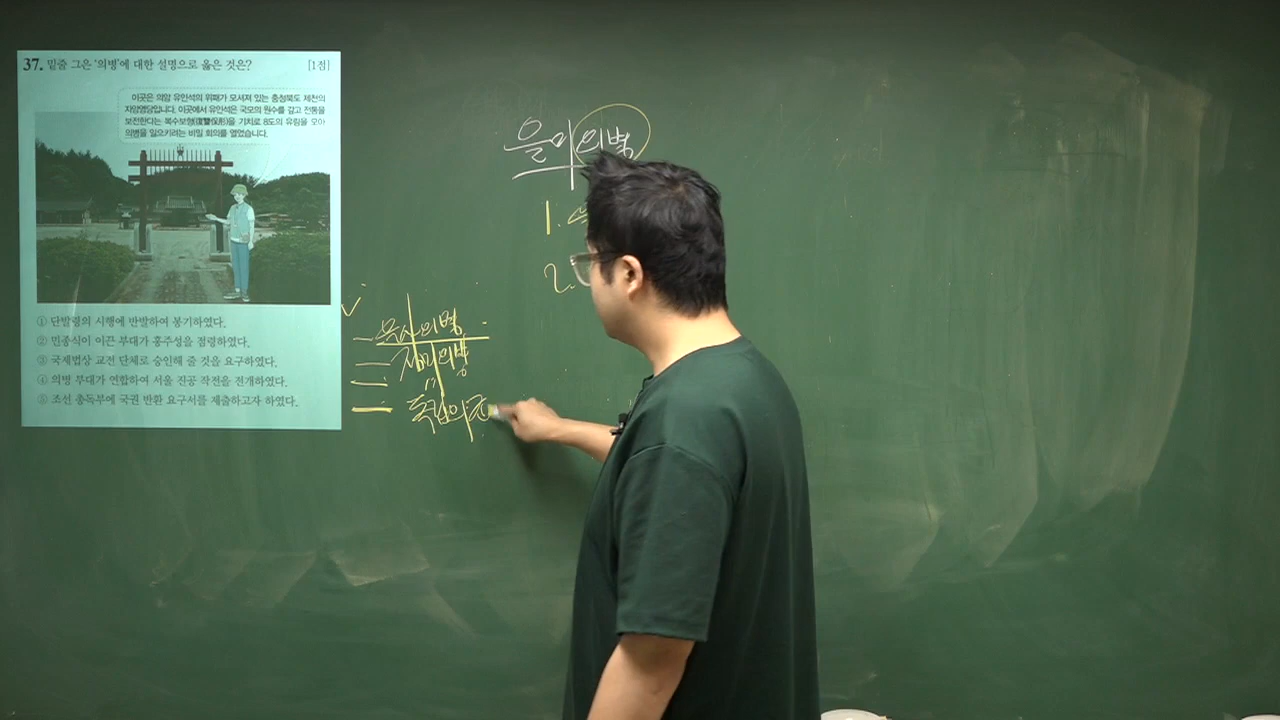 37. 밑줄 그은 '의병'에 대한 설명으로 옳은 것은? [1점]
이곳은 의암 유인석의 위패가 모셔져 있는 충청북도 제천의
자양영당입니다. 이곳에서 유인석은 국모의 원수를 갚고 전통을
보전한다는 복수보형(復讐保形)을 기치로 8도의 유림을 모아
의병을 일으키려는 비밀 회의를 열었습니다.
① 단발령의 시행에 반발하여 봉기하였다.
② 민종식이 이끈 부대가 홍주성을 점령하였다.
③ 국제법상 교전 단체로 승인해 줄 것을 요구하였다.
④ 의병 부대가 연합하여 서울 진공 작전을 전개하였다.
⑤ 조선 총독부에 국권 반환 요구서를 제출하고자 하였다.
을미의병
1.
2.
을사의병
정미의병
〃
독립의군